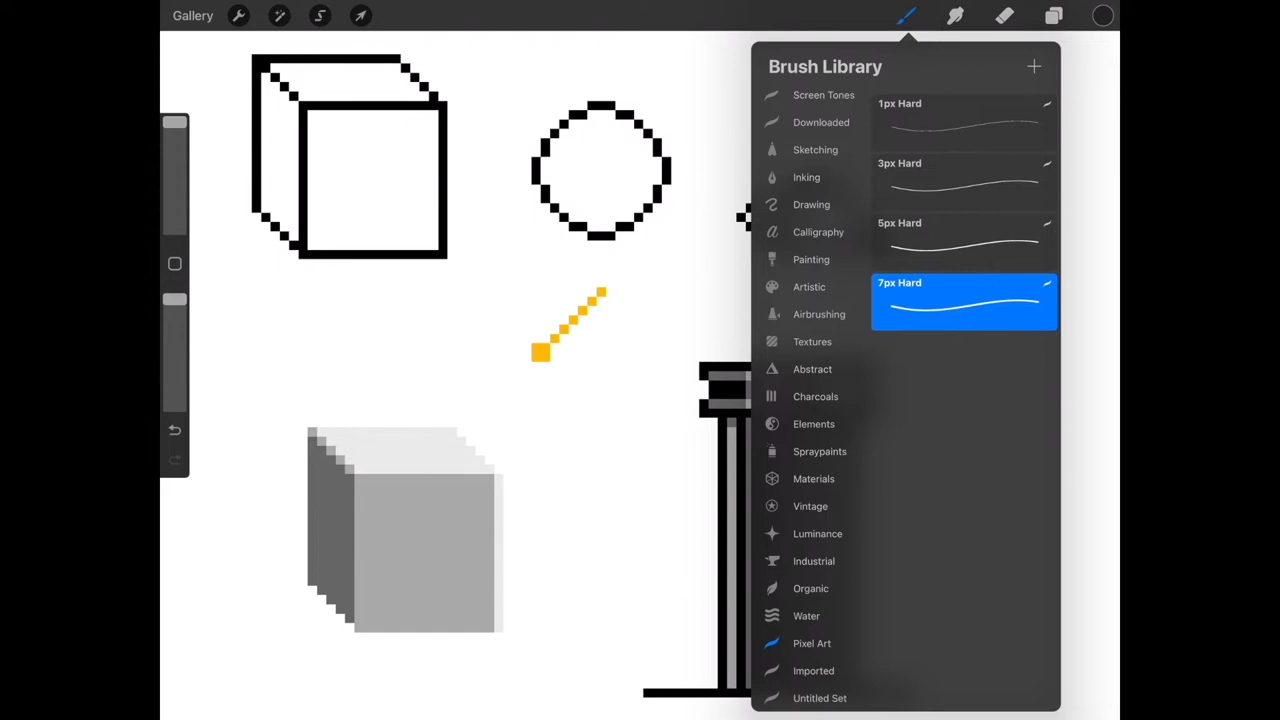 Gallery
Brush Library
Screen Tones
Downloaded
Sketching
Inking
Drawing
Calligraphy
Painting
Artistic
Airbrushing
Textures
Abstract
Charcoals
Elements
Spraypaints
Materials
Vintage
Luminance
Industrial
Organic
Water
Pixel Art
Imported
Untitled Set
1px Hard
3px Hard
5px Hard
7px Hard